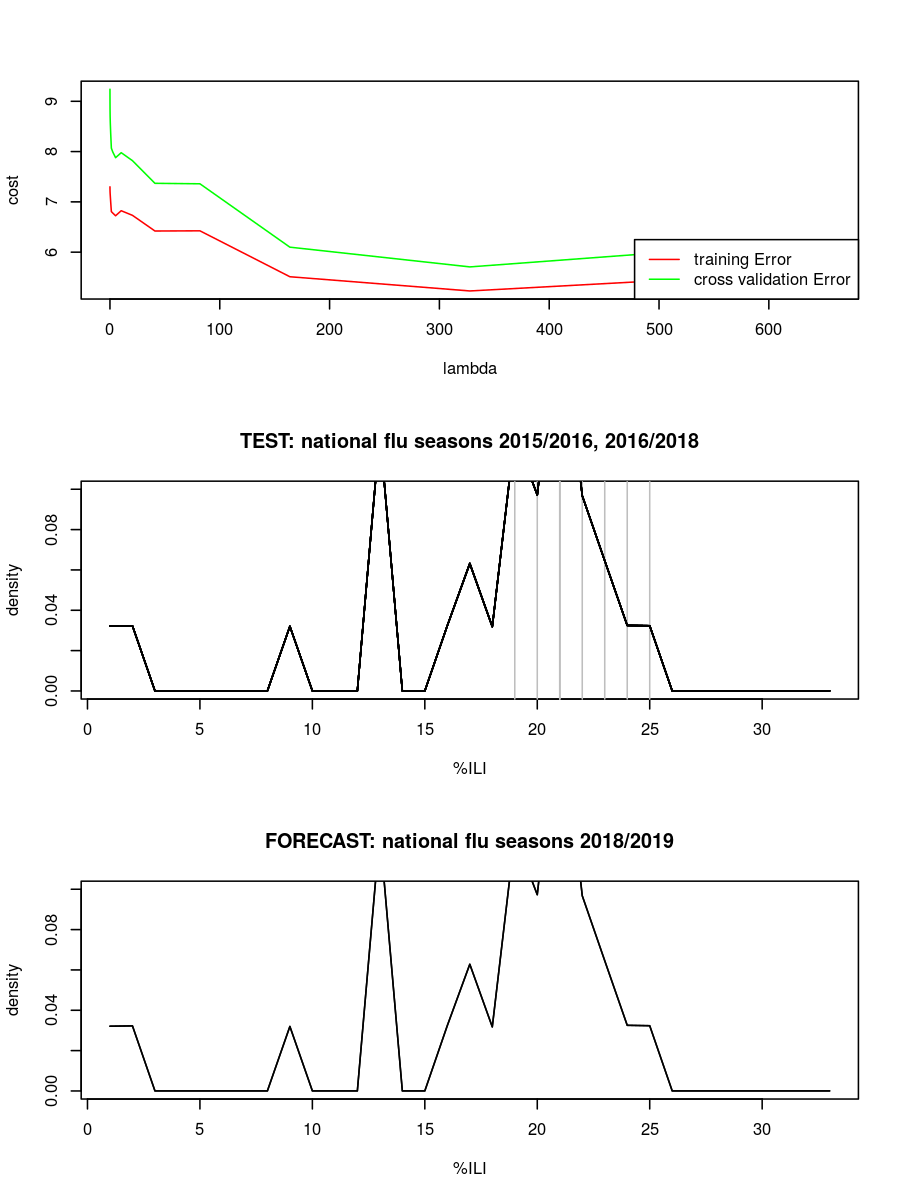 9
8
7
6
cost
training Error
cross validation Error
0 100 200 300 400 500 600
lambda
TEST: national flu seasons 2015/2016, 2016/2018
0.08
0.04
0.00
density
0 5 10 15 20 25 30
%ILI
FORECAST: national flu seasons 2018/2019
0.08
0.04
0.00
density
0 5 10 15 20 25 30
%ILI